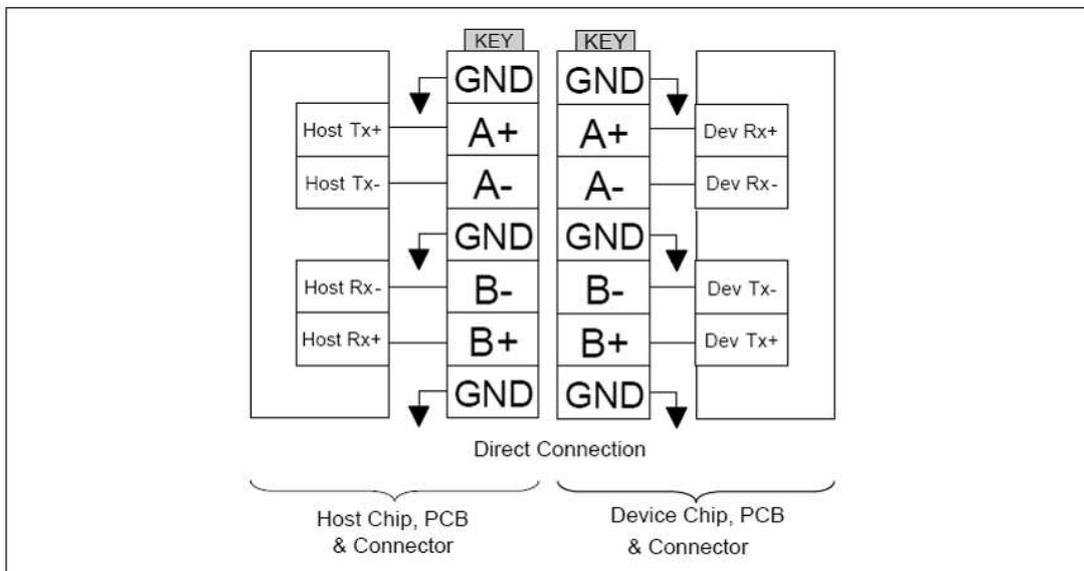 KEY KEY
GND GND
Host Tx+ A+ A+ Dev Rx+
Host Tx- A- A- Dev Rx-
GND GND
Host Rx- B- B- Dev Tx-
Host Rx+ B+ B+ Dev Tx+
GND GND
Direct Connection
Host Chip, PCB
& Connector
Device Chip, PCB
& Connector